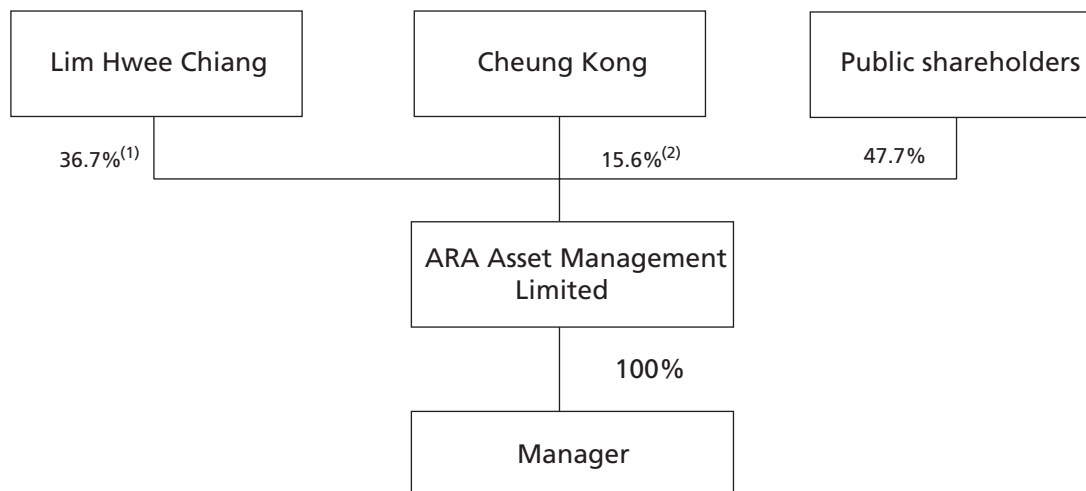 Lim Hwee Chiang
Cheung Kong
Public shareholders
36.7%(1)
15.6%(2)
47.7%
ARA Asset Management
Limited
100%
Manager